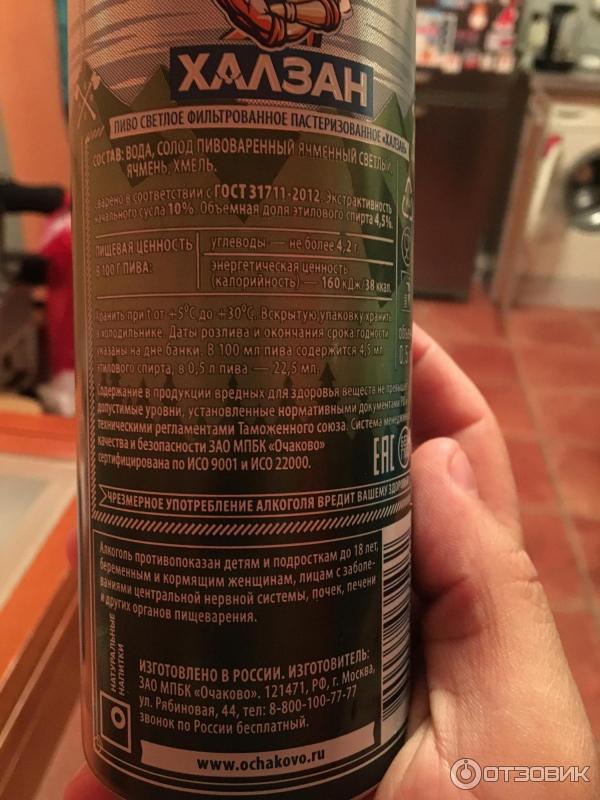 ХАЛЗАН
ПИВО СВЕТЛОЕ ФИЛЬТРОВАННОЕ ПАСТЕРИЗОВАННОЕ «ХАЛЗАН»
СОСТАВ: ВОДА, СОЛОД ПИВОВАРЕННЫЙ ЯЧМЕННЫЙ СВЕТЛЫЙ,
ЯЧМЕНЬ, ХМЕЛЬ.
варено в соответствии с ГОСТ 31711-2012. Экстрактивность
начального сусла 10%. Объемная доля этилового спирта 4,5%.
ПИЩЕВАЯ ЦЕННОСТЬ
В 100 Г ПИВА:
углеводы — не более 4,2 г.
энергетическая ценность
(калорийность) — 160 кДж/38 ккал.
Хранить при t от +5°C до +30°C. Вскрытую упаковку хранить
в холодильнике. Даты розлива и окончания срока годности
указаны на дне банки. В 100 мл пива содержится 4,5 мл
этилового спирта, в 0,5 л пива — 22,5 мл.
объем
0,5
Содержание в продукции вредных для здоровья веществ не превышает
допустимые уровни, установленные нормативными документами
техническими регламентами Таможенного союза. Система менеджмента
качества и безопасности ЗАО МПБК «Очаково»
сертифицирована по ИСО 9001 и ИСО 22000.
EAC
ЧРЕЗМЕРНОЕ УПОТРЕБЛЕНИЕ АЛКОГОЛЯ ВРЕДИТ ВАШЕМУ ЗДОРОВЬЮ
Алкоголь противопоказан детям и подросткам до 18 лет,
беременным и кормящим женщинам, лицам с заболе-
ваниями центральной нервной системы, почек, печени
и других органов пищеварения.
НАТУРАЛЬНЫЕ
НАПИТКИ
ИЗГОТОВЛЕНО В РОССИИ. ИЗГОТОВИТЕЛЬ:
ЗАО МПБК «Очаково». 121471, РФ, г. Москва,
ул. Рябиновая, 44, тел.: 8-800-100-77-77
звонок по России бесплатный.
www.ochakovo.ru
ОТЗОВИК